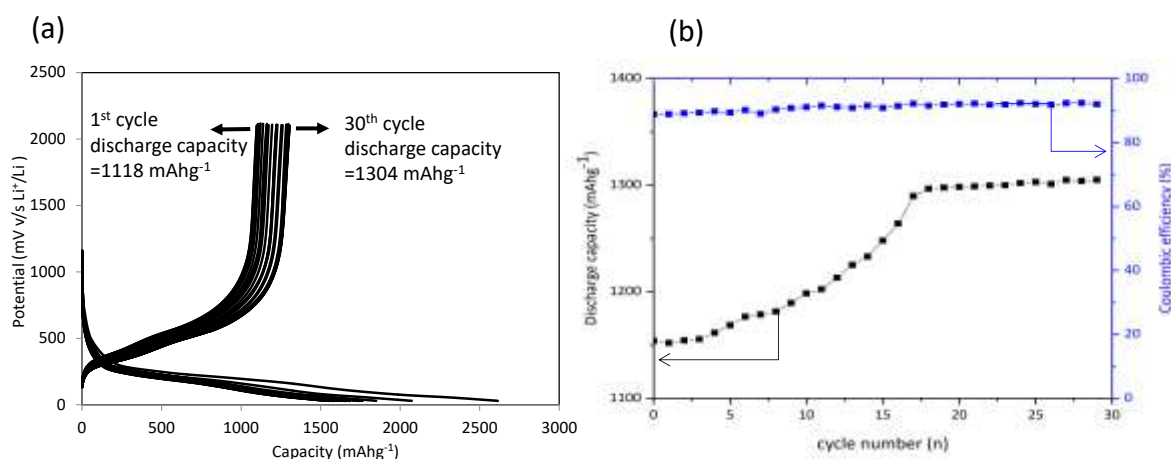 (a)
(b)
2500
2000
1500
1000
500
0
Potential (mV v/s Li⁺/Li )
1st cycle
discharge capacity
=1118 mAhg-1
30th cycle
discharge capacity
=1304 mAhg-1
0
500
1000
1500
2000
2500
3000
Capacity (mAhg-1)
1400
1300
1200
1100
Discharge capacity (mAhg-1)
100
80
60
40
20
0
Coulombic efficiency (%)
0
5
10
15
20
25
30
cycle number (n)